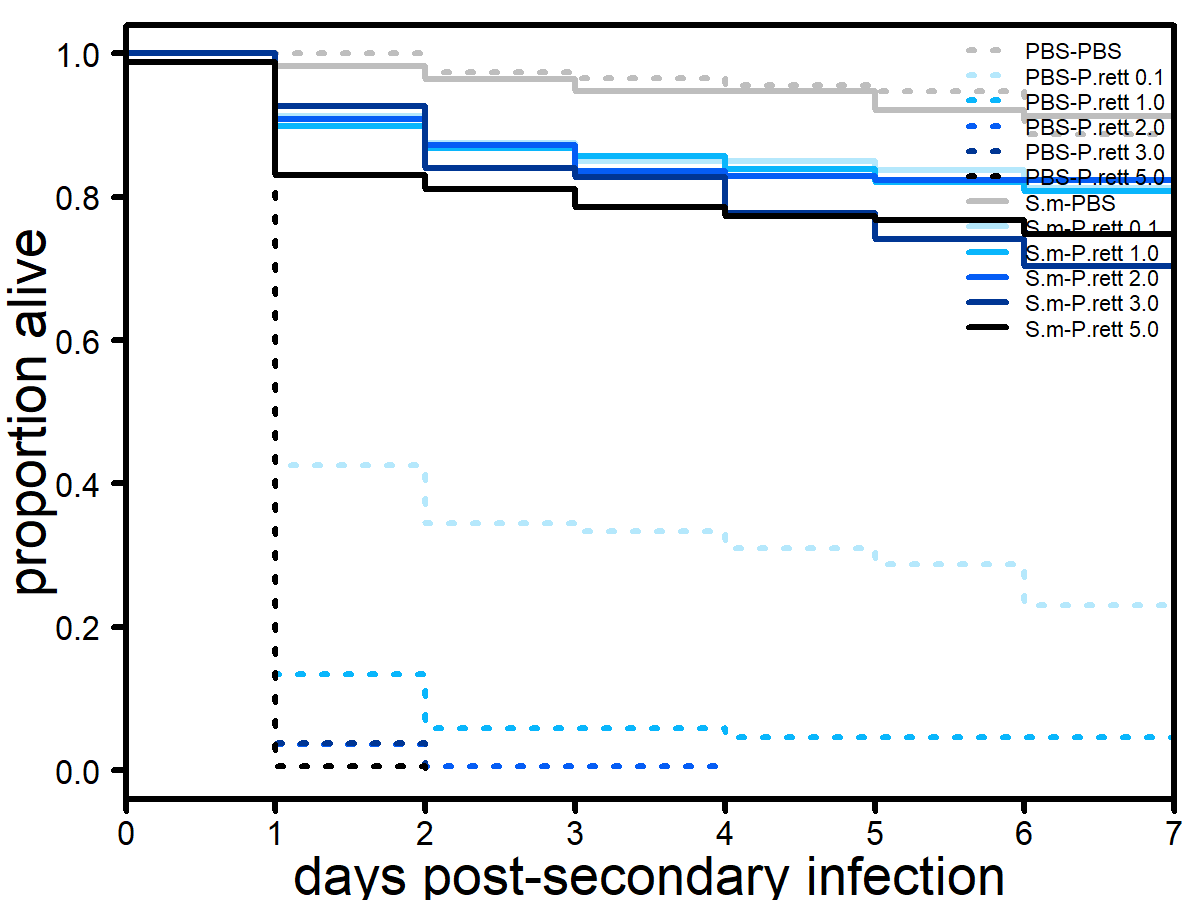 1.0
0.8
0.6
0.4
0.2
0.0
proportion alive
0
1
2
3
4
5
6
7
days post-secondary infection
PBS-PBS
PBS-P.rett 0.1
PBS-P.rett 1.0
PBS-P.rett 2.0
PBS-P.rett 3.0
PBS-P.rett 5.0
S.m-PBS
S.m-P.rett 0.1
S.m-P.rett 1.0
S.m-P.rett 2.0
S.m-P.rett 3.0
S.m-P.rett 5.0